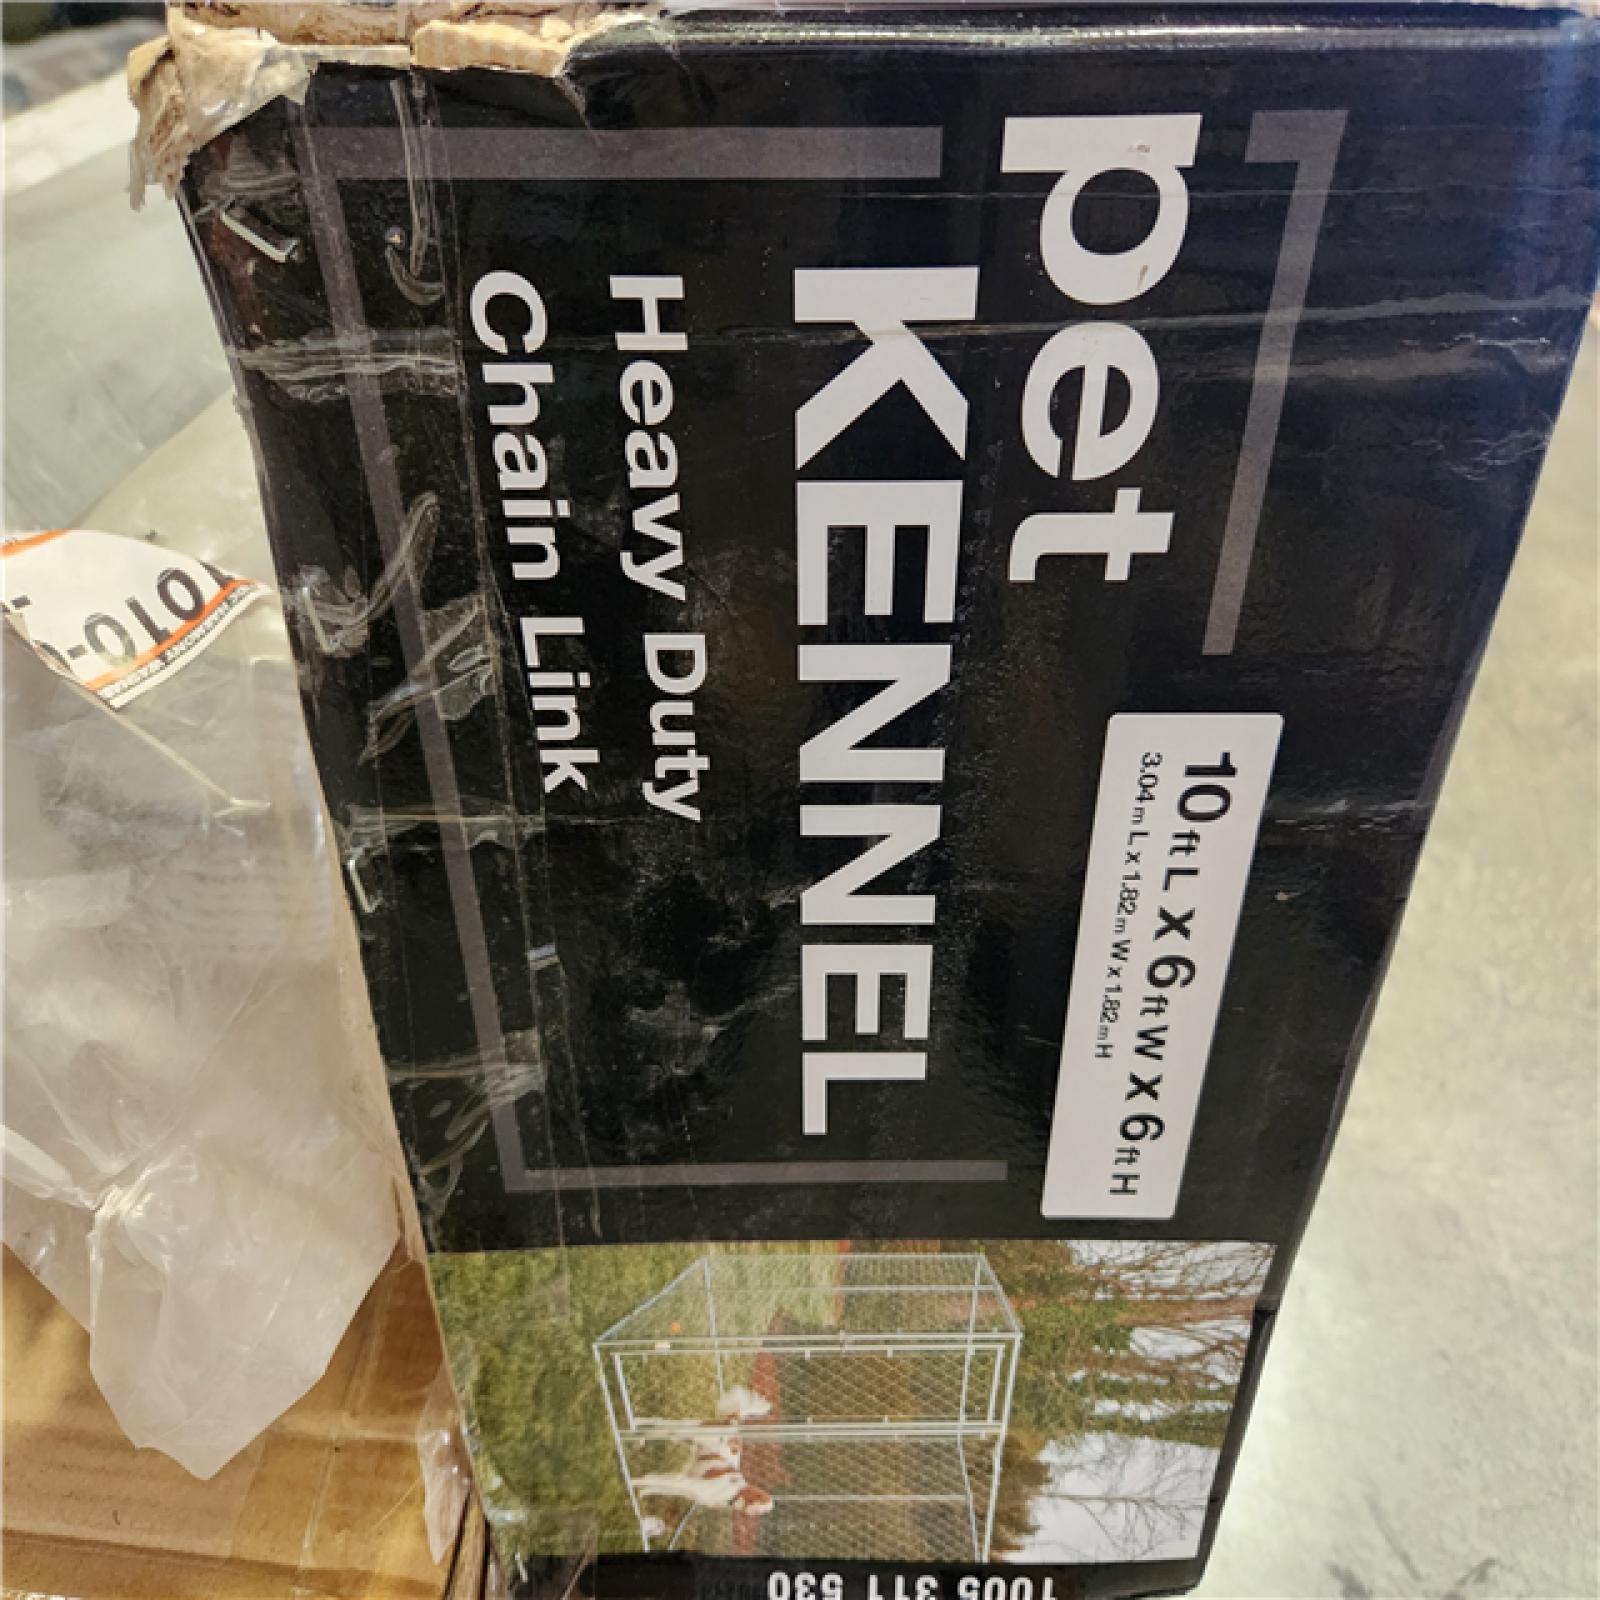 pet
KENNEL
Heavy Duty
Chain Link
10 ft L x 6 ft W x 6 ft H
3.04 m L x 1.82 m W x 1.82 m H
1005 311 530